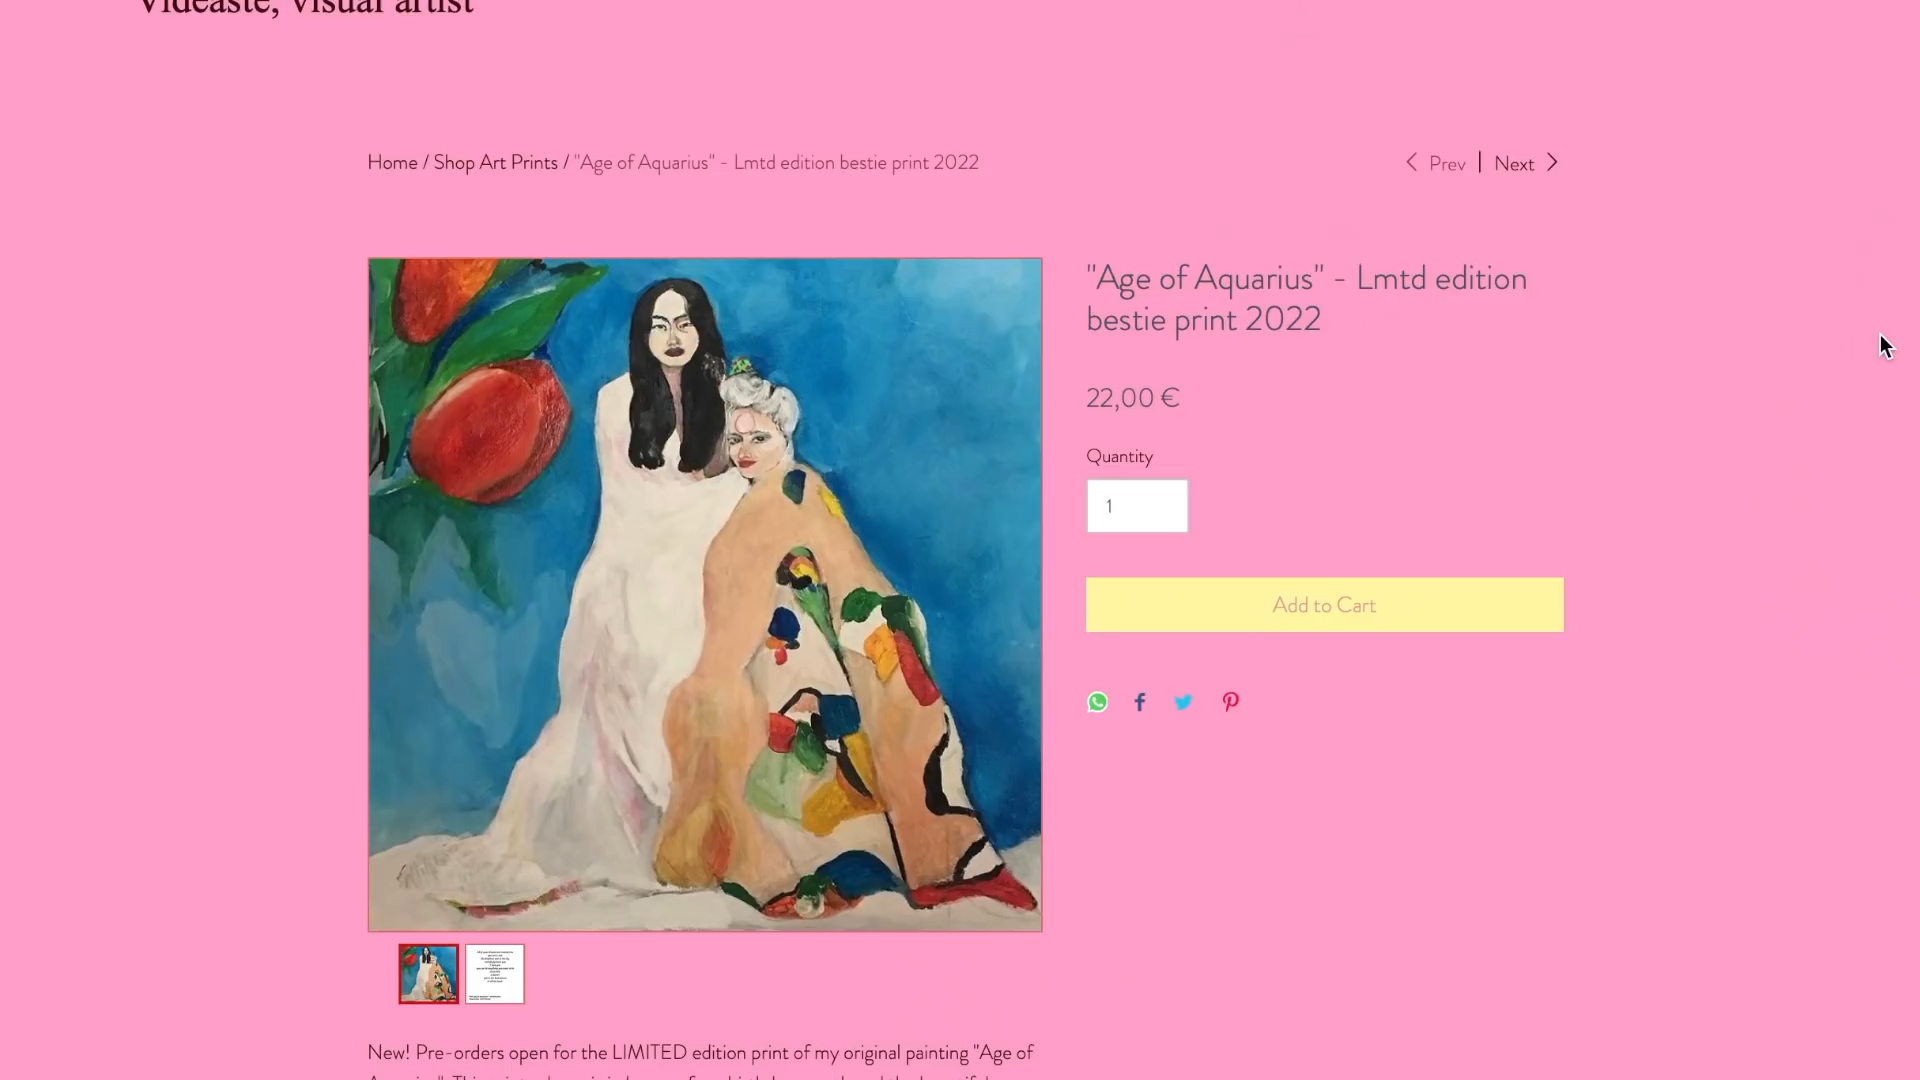 Videaste, visual artist
Home / Shop Art Prints / "Age of Aquarius" - Lmtd edition bestie print 2022
Prev | Next
"Age of Aquarius" - Lmtd edition
bestie print 2022
22,00 €
Quantity
1
Add to Cart
New! Pre-orders open for the LIMITED edition print of my original painting "Age of